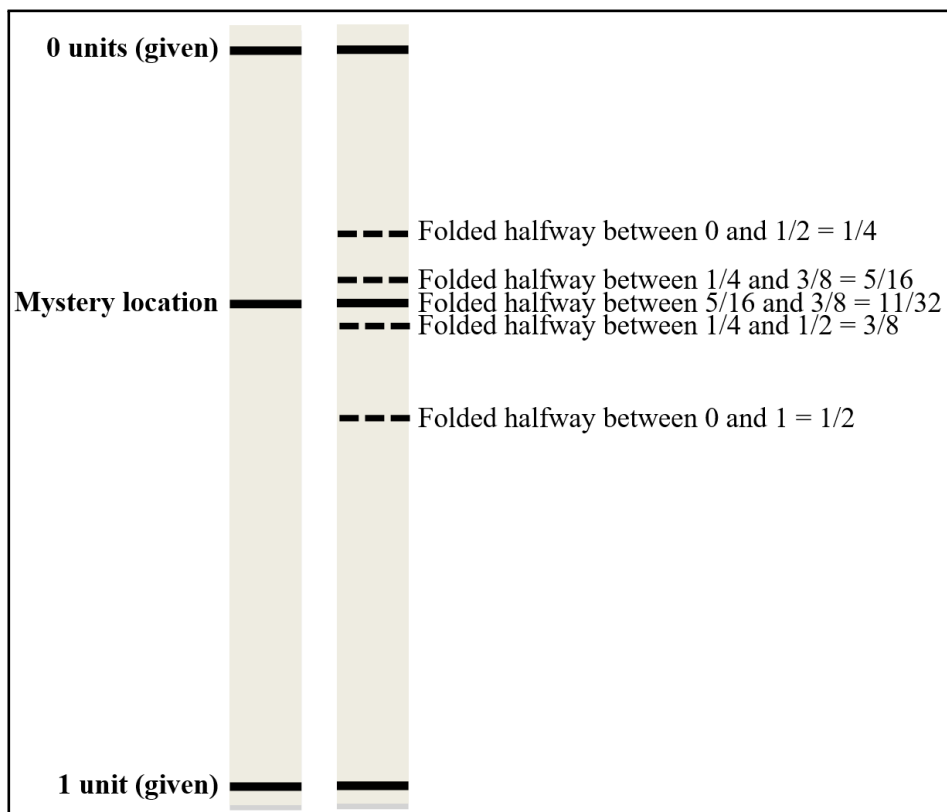 0 units (given)
Folded halfway between 0 and 1/2 = 1/4
Folded halfway between 1/4 and 3/8 = 5/16
Mystery location
Folded halfway between 5/16 and 3/8 = 11/32
Folded halfway between 1/4 and 1/2 = 3/8
Folded halfway between 0 and 1 = 1/2
1 unit (given)